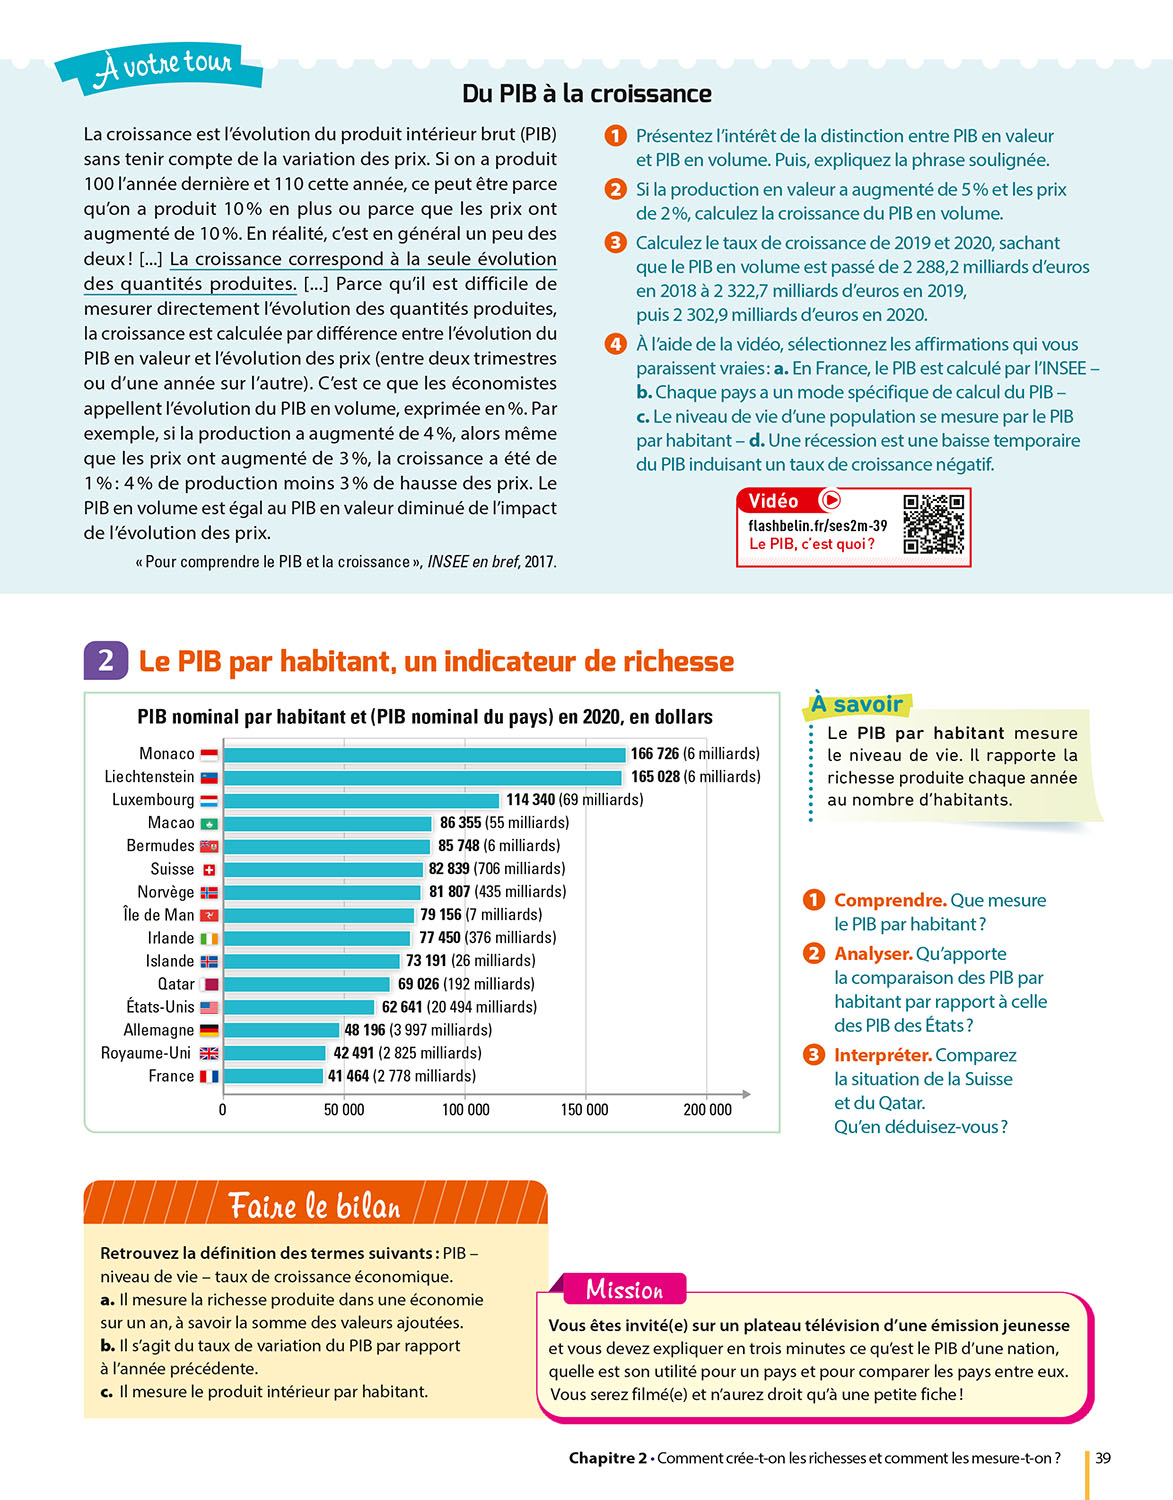 À votre tour
Du PIB à la croissance
La croissance est l'évolution du produit intérieur brut (PIB)
sans tenir compte de la variation des prix. Si on a produit
100 l'année dernière et 110 cette année, ce peut être parce
qu'on a produit 10 % en plus ou parce que les prix ont
augmenté de 10 %. En réalité, c'est en général un peu des
deux ! [...] La croissance correspond à la seule évolution
des quantités produites. [...] Parce qu'il est difficile de
mesurer directement l'évolution des quantités produites,
la croissance est calculée par différence entre l'évolution du
PIB en valeur et l'évolution des prix (entre deux trimestres
ou d'une année sur l'autre). C'est ce que les économistes
appellent l'évolution du PIB en volume, exprimée en %. Par
exemple, si la production a augmenté de 4 %, alors même
que les prix ont augmenté de 3 %, la croissance a été de
1 % : 4 % de production moins 3 % de hausse des prix. Le
PIB en volume est égal au PIB en valeur diminué de l'impact
de l'évolution des prix.
« Pour comprendre le PIB et la croissance », INSEE en bref, 2017.
1 Présentez l'intérêt de la distinction entre PIB en valeur
et PIB en volume. Puis, expliquez la phrase soulignée.
2 Si la production en valeur a augmenté de 5 % et les prix
de 2 %, calculez la croissance du PIB en volume.
3 Calculez le taux de croissance de 2019 et 2020, sachant
que le PIB en volume est passé de 2 288,2 milliards d'euros
en 2018 à 2 322,7 milliards d'euros en 2019,
puis 2 302,9 milliards d'euros en 2020.
4 À l'aide de la vidéo, sélectionnez les affirmations qui vous
paraissent vraies : a. En France, le PIB est calculé par l'INSEE –
b. Chaque pays a un mode spécifique de calcul du PIB –
c. Le niveau de vie d'une population se mesure par le PIB
par habitant – d. Une récession est une baisse temporaire
du PIB induisant un taux de croissance négatif.
Vidéo
flashbelin.fr/ses2m-39
Le PIB, c'est quoi ?
2 Le PIB par habitant, un indicateur de richesse
PIB nominal par habitant et (PIB nominal du pays) en 2020, en dollars
Monaco 166 726 (6 milliards)
Liechtenstein 165 028 (6 milliards)
Luxembourg 114 340 (69 milliards)
Macao 86 355 (55 milliards)
Bermudes 85 748 (6 milliards)
Suisse 82 839 (706 milliards)
Norvège 81 807 (435 milliards)
Île de Man 79 156 (7 milliards)
Irlande 77 450 (376 milliards)
Islande 73 191 (26 milliards)
Qatar 69 026 (192 milliards)
États-Unis 62 641 (20 494 milliards)
Allemagne 48 196 (3 997 milliards)
Royaume-Uni 42 491 (2 825 milliards)
France 41 464 (2 778 milliards)
0 50 000 100 000 150 000 200 000
À savoir
Le PIB par habitant mesure
le niveau de vie. Il rapporte la
richesse produite chaque année
au nombre d'habitants.
1 Comprendre. Que mesure
le PIB par habitant ?
2 Analyser. Qu'apporte
la comparaison des PIB par
habitant par rapport à celle
des PIB des États ?
3 Interpréter. Comparez
la situation de la Suisse
et du Qatar.
Qu'en déduisez-vous ?
Faire le bilan
Retrouvez la définition des termes suivants : PIB –
niveau de vie – taux de croissance économique.
a. Il mesure la richesse produite dans une économie
sur un an, à savoir la somme des valeurs ajoutées.
b. Il s'agit du taux de variation du PIB par rapport
à l'année précédente.
c. Il mesure le produit intérieur par habitant.
Mission
Vous êtes invité(e) sur un plateau télévision d'une émission jeunesse
et vous devez expliquer en trois minutes ce qu'est le PIB d'une nation,
quelle est son utilité pour un pays et pour comparer les pays entre eux.
Vous serez filmé(e) et n'aurez droit qu'à une petite fiche !
Chapitre 2 • Comment crée-t-on les richesses et comment les mesure-t-on ? 39